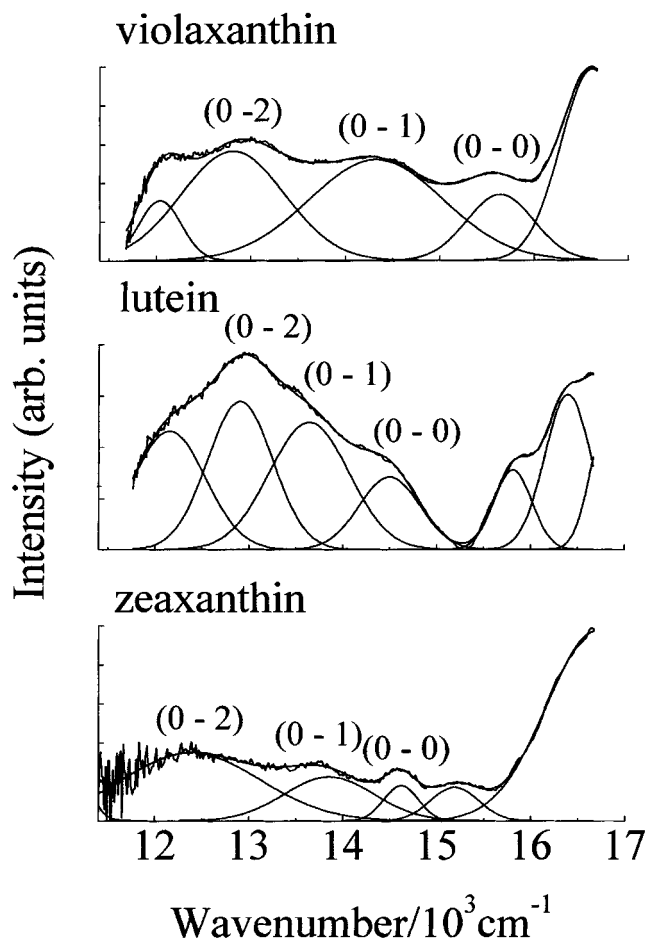 violaxanthin
(0 -2)
(0 - 1)
(0 - 0)
lutein
(0 - 2)
(0 - 1)
(0 - 0)
zeaxanthin
(0 - 2)
(0 - 1)
(0 - 0)
12 13 14 15 16 17
Wavenumber/10³cm⁻¹
Intensity (arb. units)